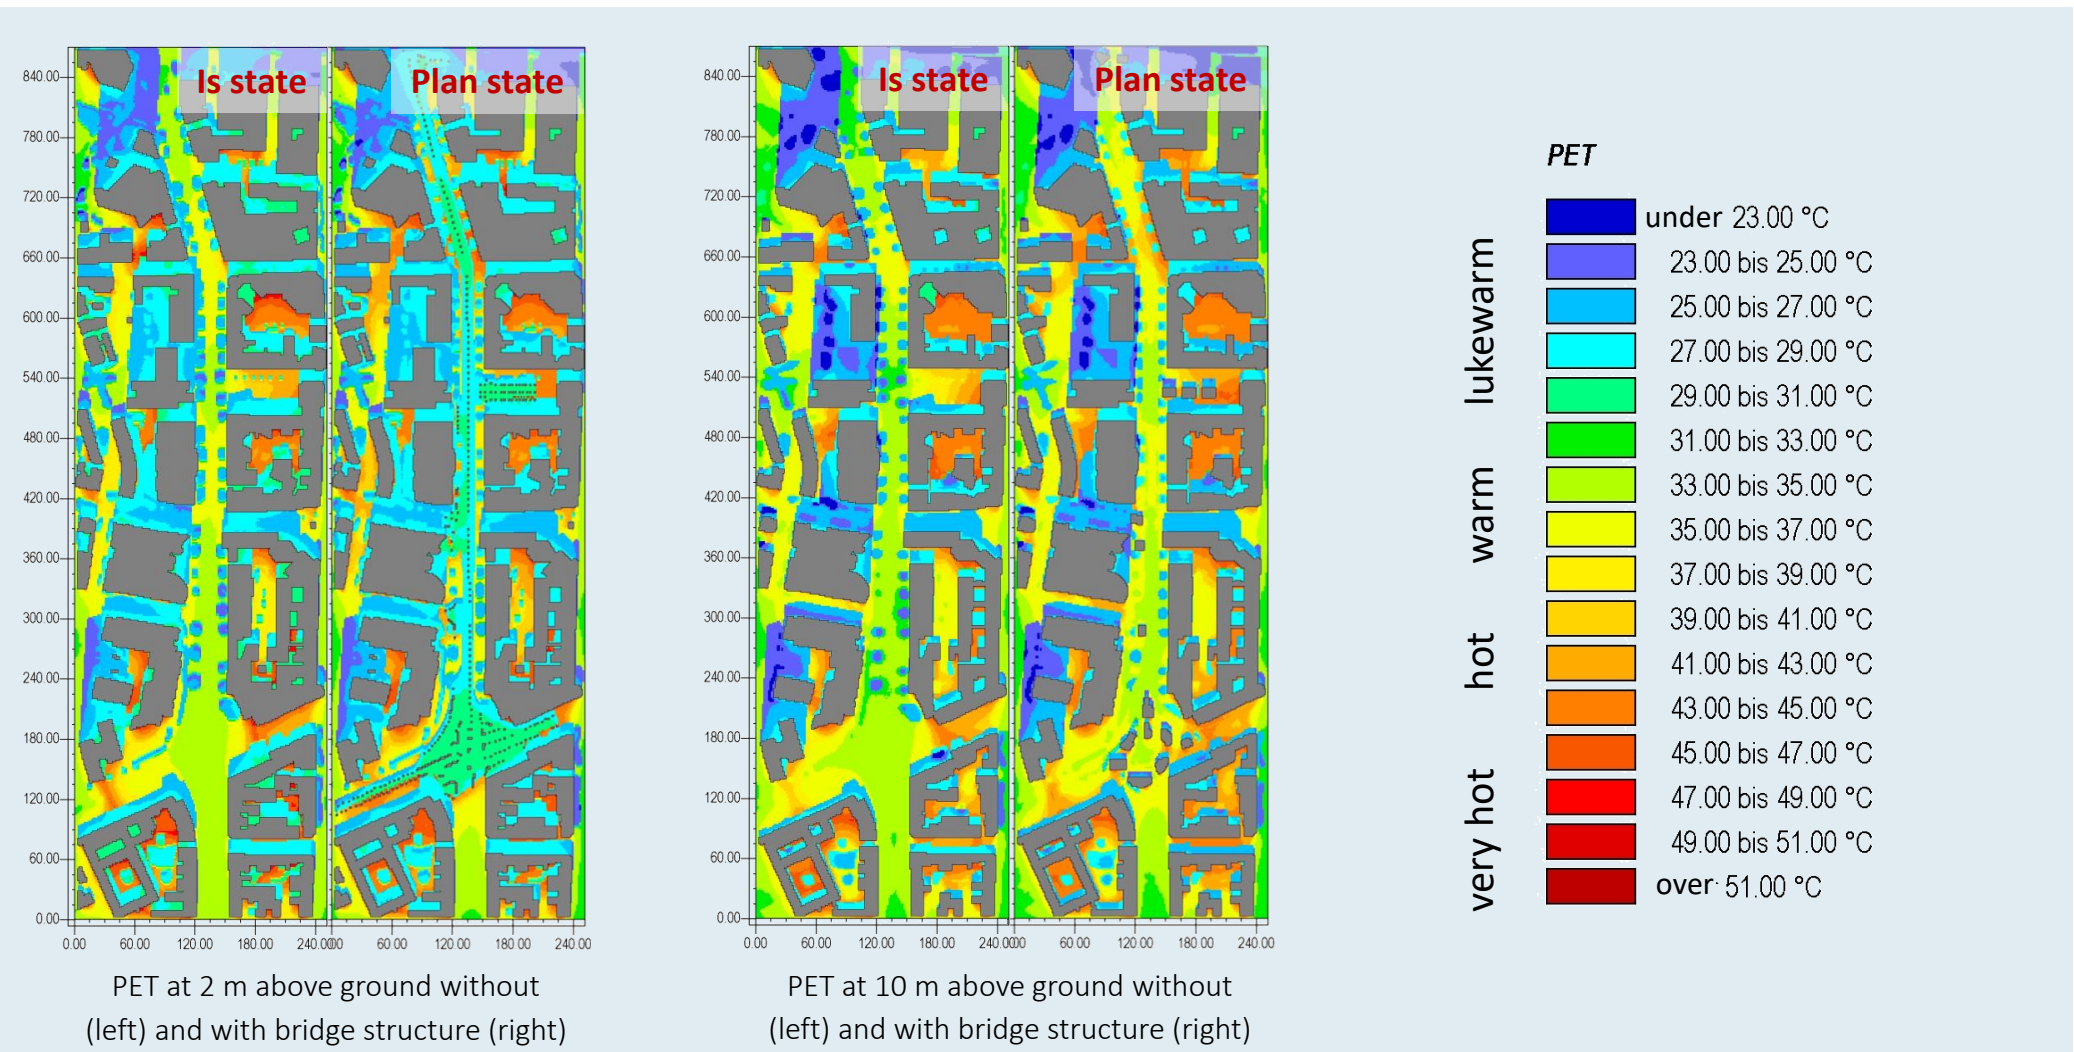 Is state
Plan state
840.00
780.00
720.00
660.00
600.00
540.00
480.00
420.00
360.00
300.00
240.00
180.00
120.00
60.00
0.00
0.00 60.00 120.00 180.00 240.00 60.00 120.00 180.00 240.00
PET at 2 m above ground without
(left) and with bridge structure (right)
Is state
Plan state
840.00
780.00
720.00
660.00
600.00
540.00
480.00
420.00
360.00
300.00
240.00
180.00
120.00
60.00
0.00
0.00 60.00 120.00 180.00 240.00 60.00 120.00 180.00 240.00
PET at 10 m above ground without
(left) and with bridge structure (right)
PET
under 23.00 °C
23.00 bis 25.00 °C
25.00 bis 27.00 °C
27.00 bis 29.00 °C
29.00 bis 31.00 °C
31.00 bis 33.00 °C
33.00 bis 35.00 °C
35.00 bis 37.00 °C
37.00 bis 39.00 °C
39.00 bis 41.00 °C
41.00 bis 43.00 °C
43.00 bis 45.00 °C
45.00 bis 47.00 °C
47.00 bis 49.00 °C
49.00 bis 51.00 °C
over 51.00 °C
lukewarm
warm
hot
very hot